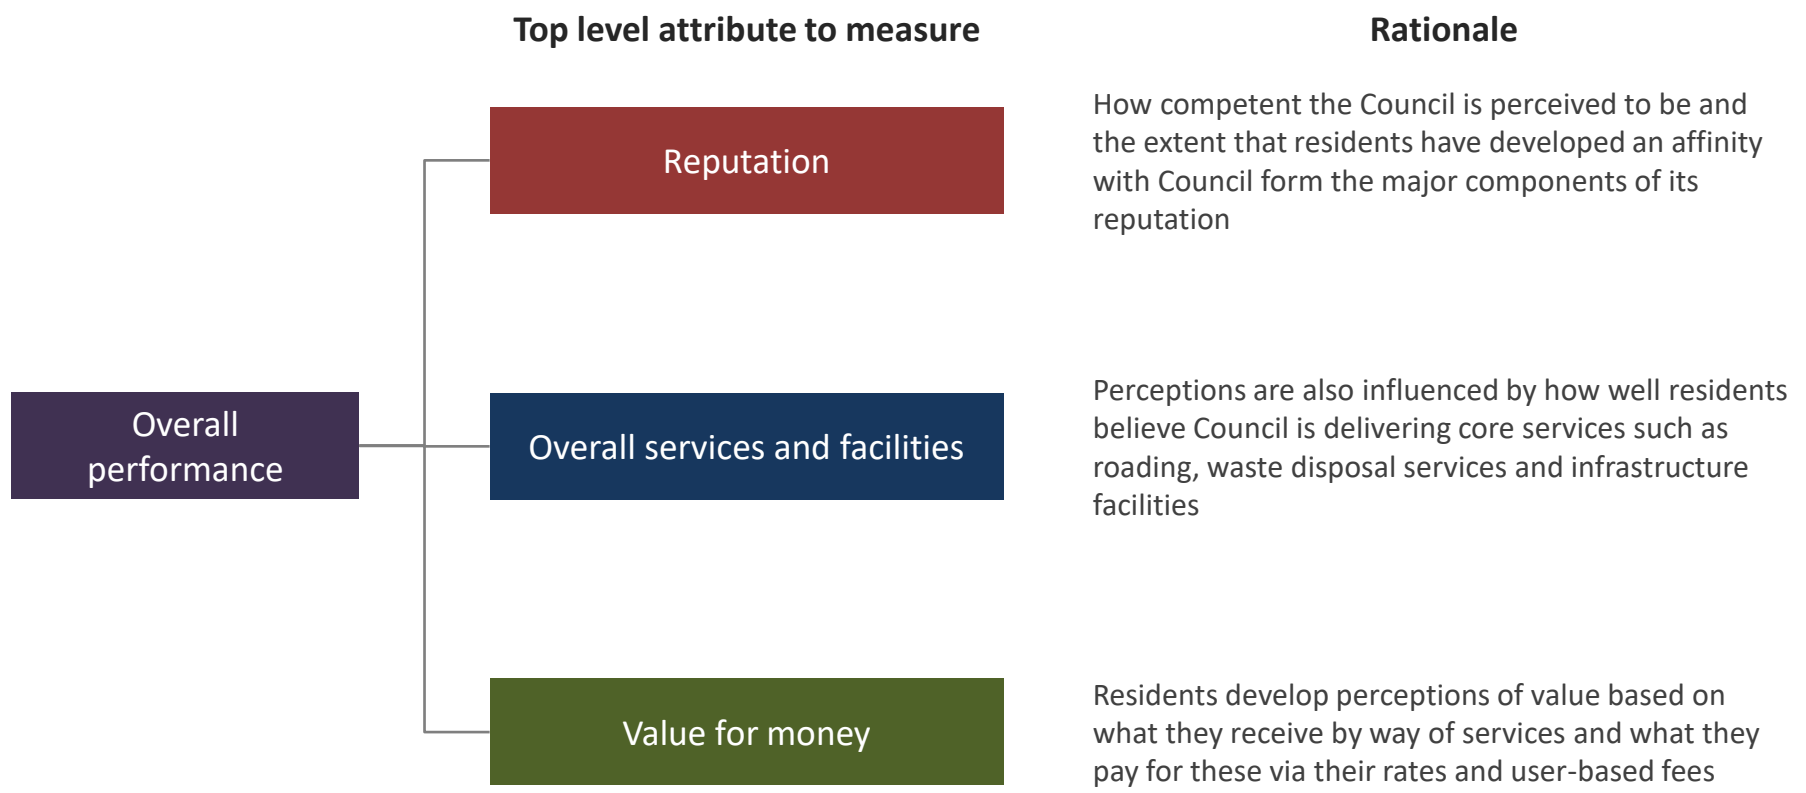 Top level attribute to measure
Rationale
Reputation
How competent the Council is perceived to be and
the extent that residents have developed an affinity
with Council form the major components of its
reputation
Overall
performance
Overall services and facilities
Perceptions are also influenced by how well residents
believe Council is delivering core services such as
roading, waste disposal services and infrastructure
facilities
Value for money
Residents develop perceptions of value based on
what they receive by way of services and what they
pay for these via their rates and user-based fees